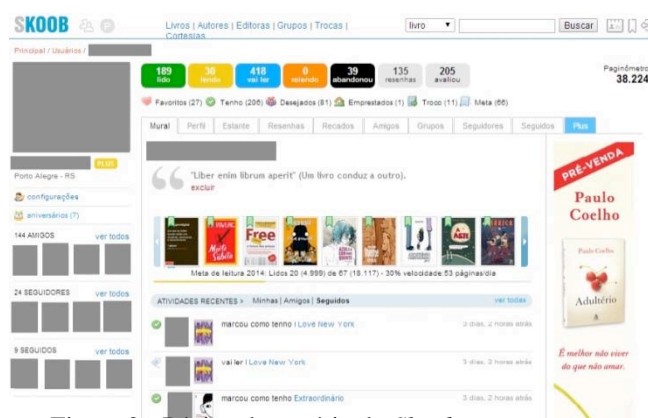 SKOOB
Livros | Autores | Editoras | Grupos | Trocas |
Cortesias
livro
Buscar
Principal / Usuários /
189
lido
30
lendo
418
vai ler
0
relendo
39
abandonou
135
resenhas
205
avaliou
Paginômetro
38.224
Favoritos (27) Tenho (206) Desejados (81) Emprestados (1) Troco (11) Meta (66)
Mural Perfil Estante Resenhas Recados Amigos Grupos Seguidores Seguidos Plus
PLUS
Porto Alegre - RS
configurações
aniversários (7)
144 AMIGOS ver todos
24 SEGUIDORES ver todos
9 SEGUIDOS ver todos
"Liber enim librum aperit" (Um livro conduz a outro).
excluir
Free
Meta de leitura 2014: Lidos 20 (4.999) de 67 (18.117) - 30% velocidade:53 páginas/dia
ATIVIDADES RECENTES > Minhas | Amigos | Seguidos ver todas
marcou como tenho I Love New York 3 dias, 2 horas atrás
vai ler I Love New York 3 dias, 2 horas atrás
marcou como tenho Extraordinário 3 dias, 2 horas atrás
PRÉ-VENDA
Paulo
Coelho
Paulo Coelho
Adultério
É melhor não viver
do que não amar.